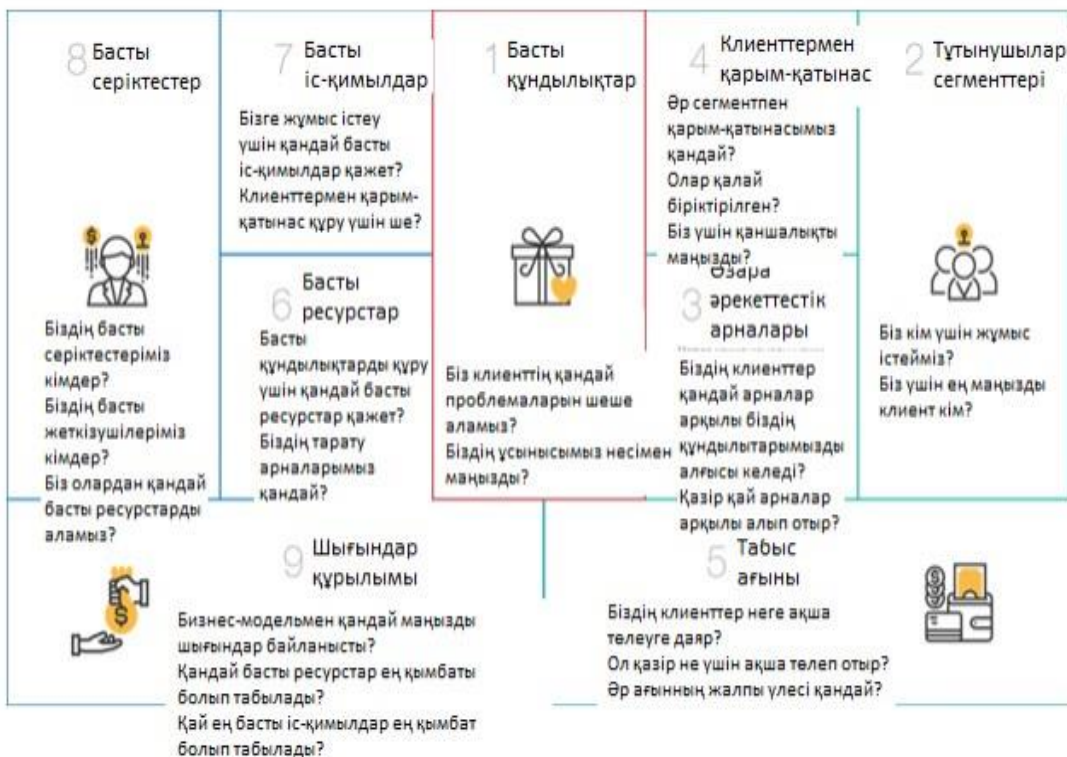 8 Басты
серіктестер
Біздің басты
серіктестеріміз
кімдер?
Біздің басты
жеткізушілеріміз
кімдер?
Біз олардан қандай
басты ресурстарды
аламыз?
7 Басты
іс-қимылдар
Бізге жұмыс істеу
үшін қандай басты
іс-қимылдар қажет?
Клиенттермен қарым-
қатынас құру үшін ше?
6 Басты
ресурстар
Басты
құндылықтарды құру
үшін қандай басты
ресурстар қажет?
Біздің тарату
арналарымыз
қандай?
1 Басты
құндылықтар
Біз клиенттің қандай
проблемаларын шеше
аламыз?
Біздің ұсынысымыз несімен
маңызды?
4 Клиенттермен
қарым-қатынас
Әр сегментпен
қарым-қатынасымыз
қандай?
Олар қалай
біріктірілген?
Біз үшін қаншалықты
маңызды?
3 Өзара
әрекеттестік
арналары
Біздің клиенттер
қандай арналар
арқылы біздің
құндылытарымызды
алғысы келеді?
Қазір қай арналар
арқылы алып отыр?
2 Тұтынушылар
сегменттері
Біз кім үшін жұмыс
істейміз?
Біз үшін ең маңызды
клиент кім?
9 Шығындар
құрылымы
Бизнес-модельмен қандай маңызды
шығындар байланысты?
Қандай басты ресурстар ең қымбаты
болып табылады?
Қай ең басты іс-қимылдар ең қымбат
болып табылады?
5 Табыс
ағыны
Біздің клиенттер неге ақша
төлеуге даяр?
Ол қазір не үшін ақша төлеп отыр?
Әр ағынның жалпы үлесі қандай?